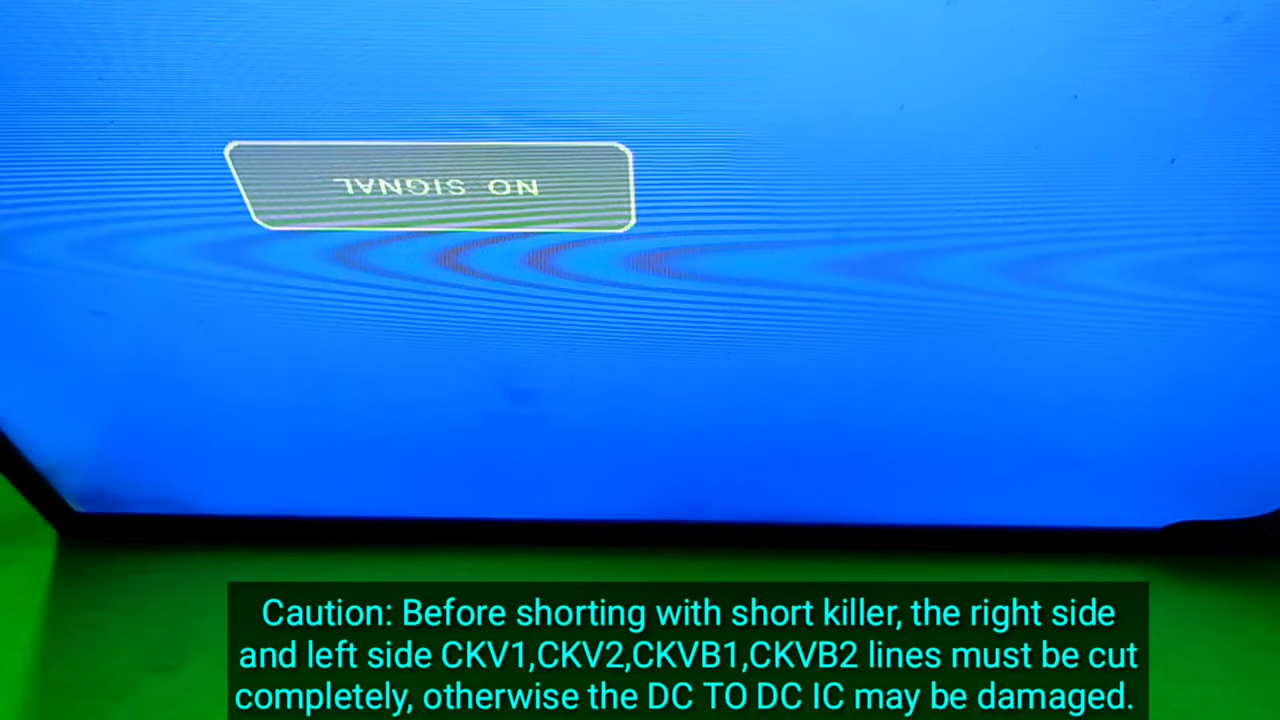 NO SIGNAL
Caution: Before shorting with short killer, the right side
and left side CKV1,CKV2,CKVB1,CKVB2 lines must be cut
completely, otherwise the DC TO DC IC may be damaged.